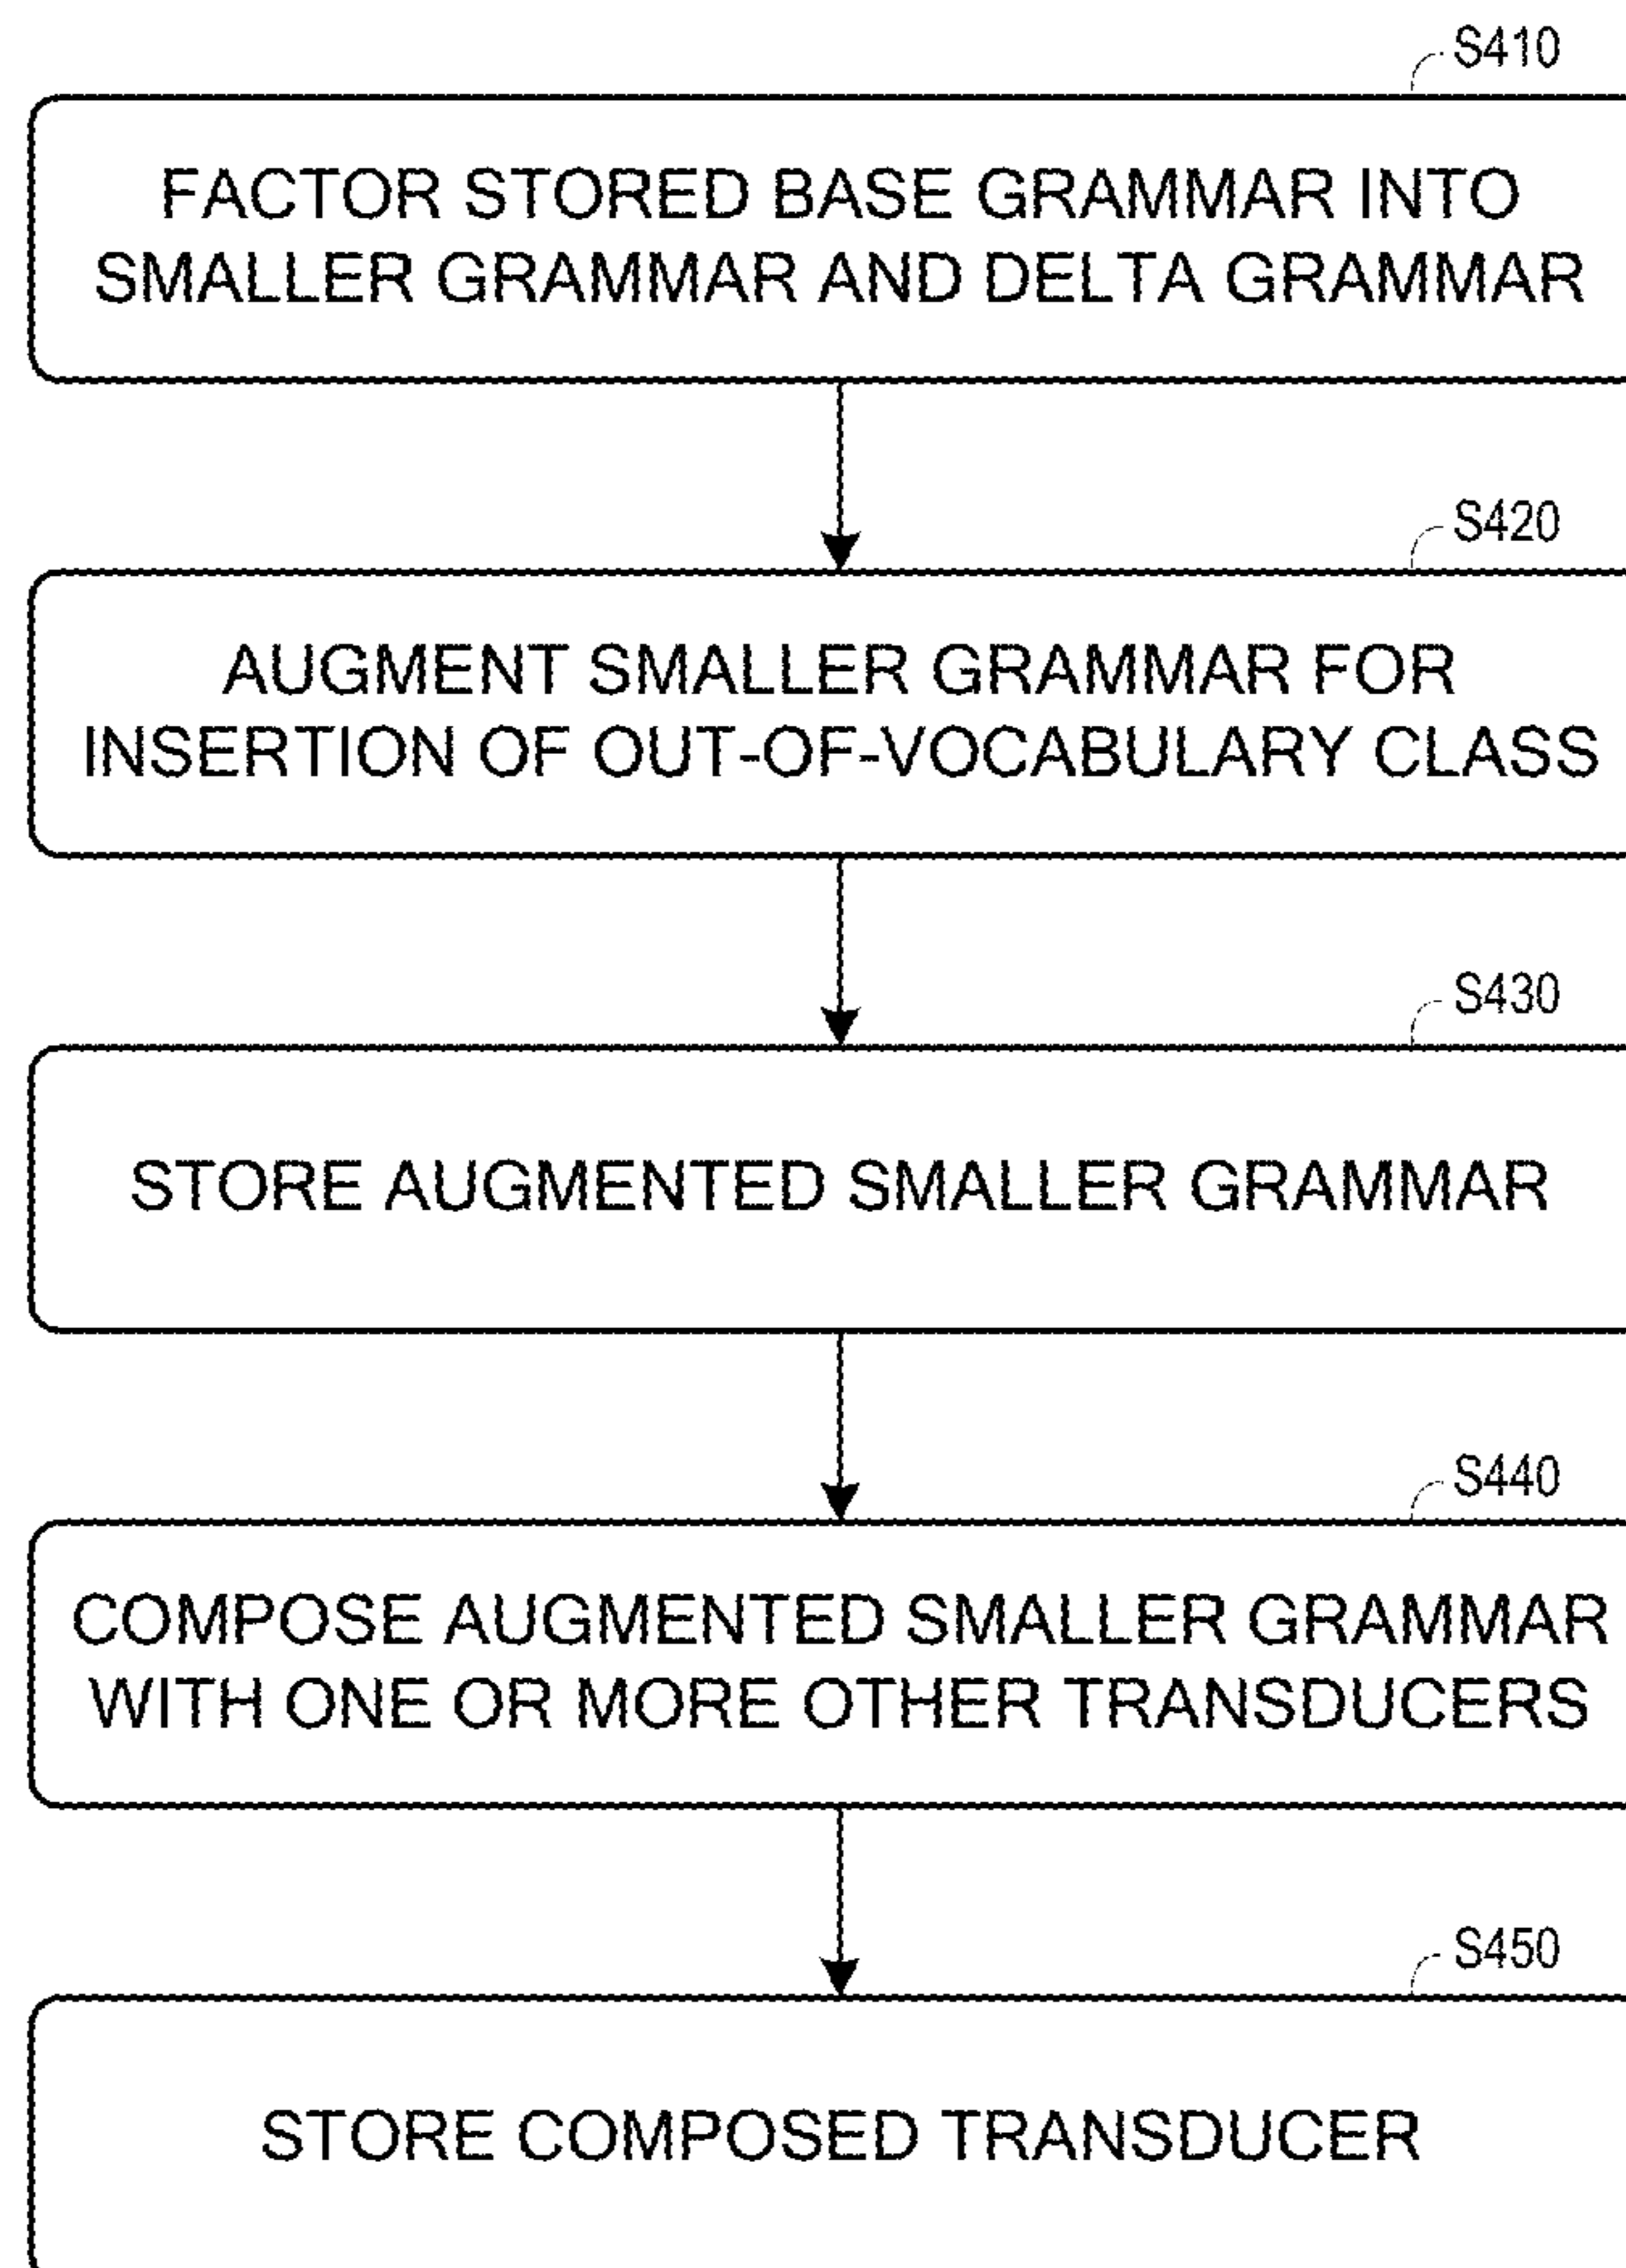 S410
FACTOR STORED BASE GRAMMAR INTO
SMALLER GRAMMAR AND DELTA GRAMMAR
S420
AUGMENT SMALLER GRAMMAR FOR
INSERTION OF OUT-OF-VOCABULARY CLASS
S430
STORE AUGMENTED SMALLER GRAMMAR
S440
COMPOSE AUGMENTED SMALLER GRAMMAR
WITH ONE OR MORE OTHER TRANSDUCERS
S450
STORE COMPOSED TRANSDUCER